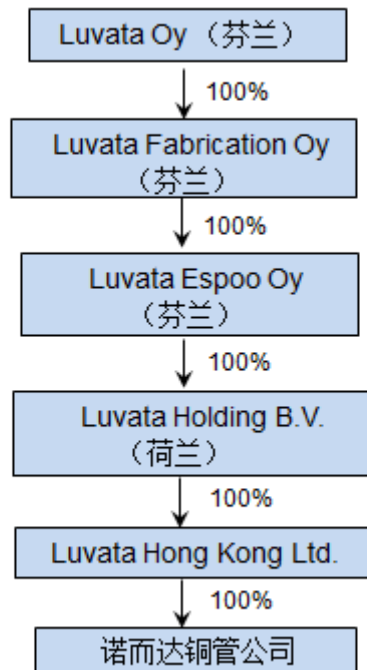 Luvata Oy （芬兰）
100%
Luvata Fabrication Oy
（芬兰）
100%
Luvata Espoo Oy
（芬兰）
100%
Luvata Holding B.V.
（荷兰）
100%
Luvata Hong Kong Ltd.
100%
诺而达铜管公司